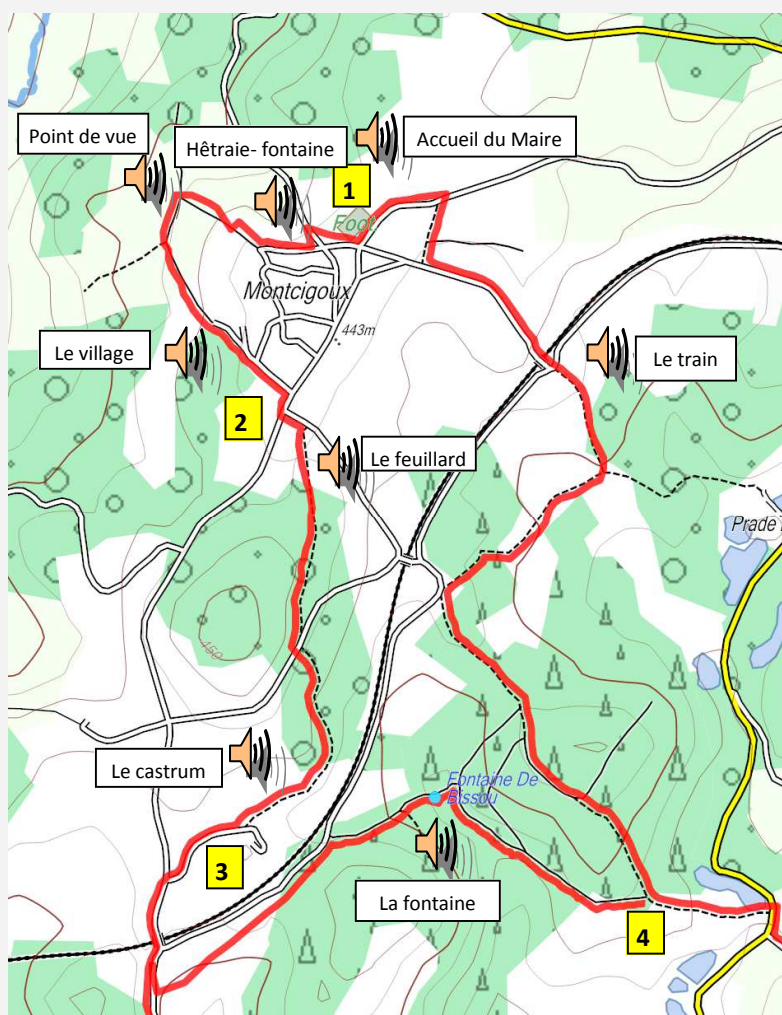 Point de vue
Hêtraie- fontaine
Accueil du Maire
1
Foot
Montcigoux
443m
Le village
Le train
2
Le feuillard
Prade
450
Le castrum
Fontaine De
Bissou
3
La fontaine
4